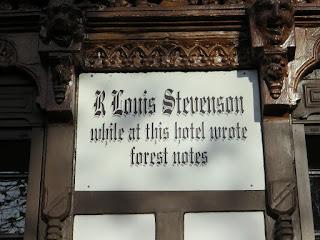 R Louis Stevenson
while at this hotel wrote
forest notes